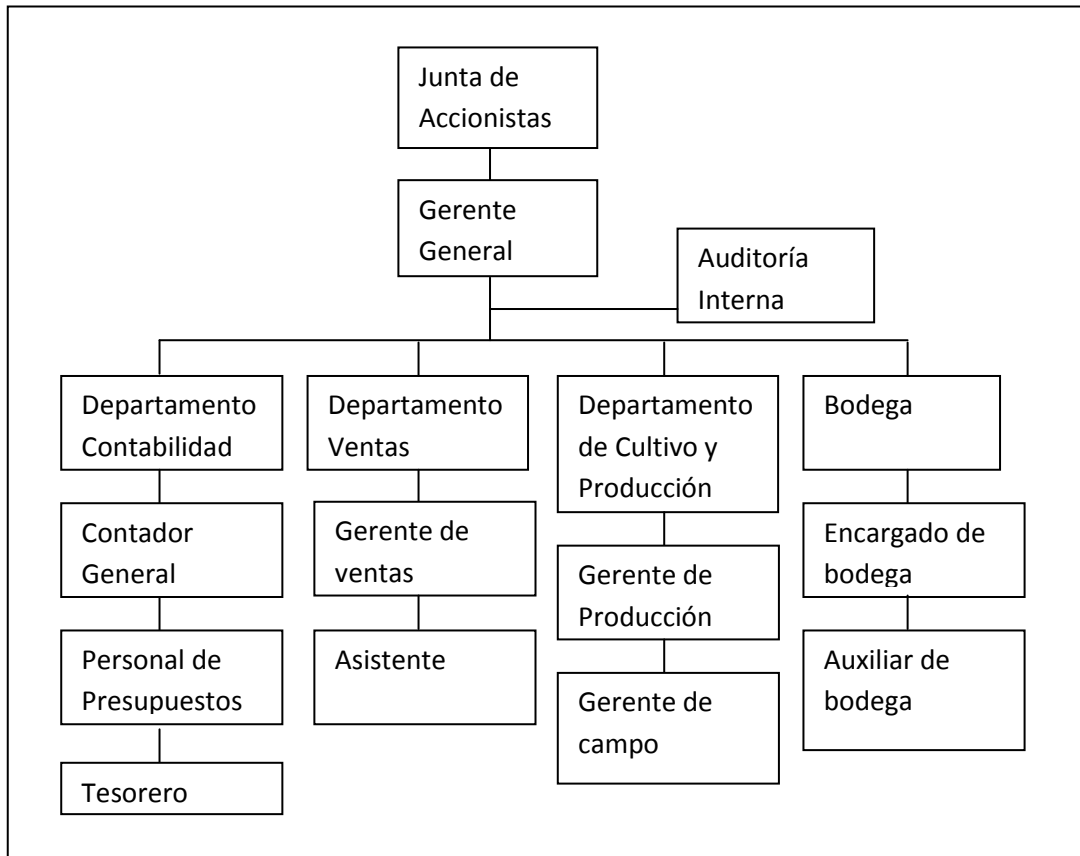 Junta de
Accionistas
Gerente
General
Auditoría
Interna
Departamento
Contabilidad
Departamento
Ventas
Departamento
de Cultivo y
Producción
Bodega
Contador
General
Gerente de
ventas
Gerente de
Producción
Encargado de
bodega
Personal de
Presupuestos
Asistente
Gerente de
campo
Auxiliar de
bodega
Tesorero